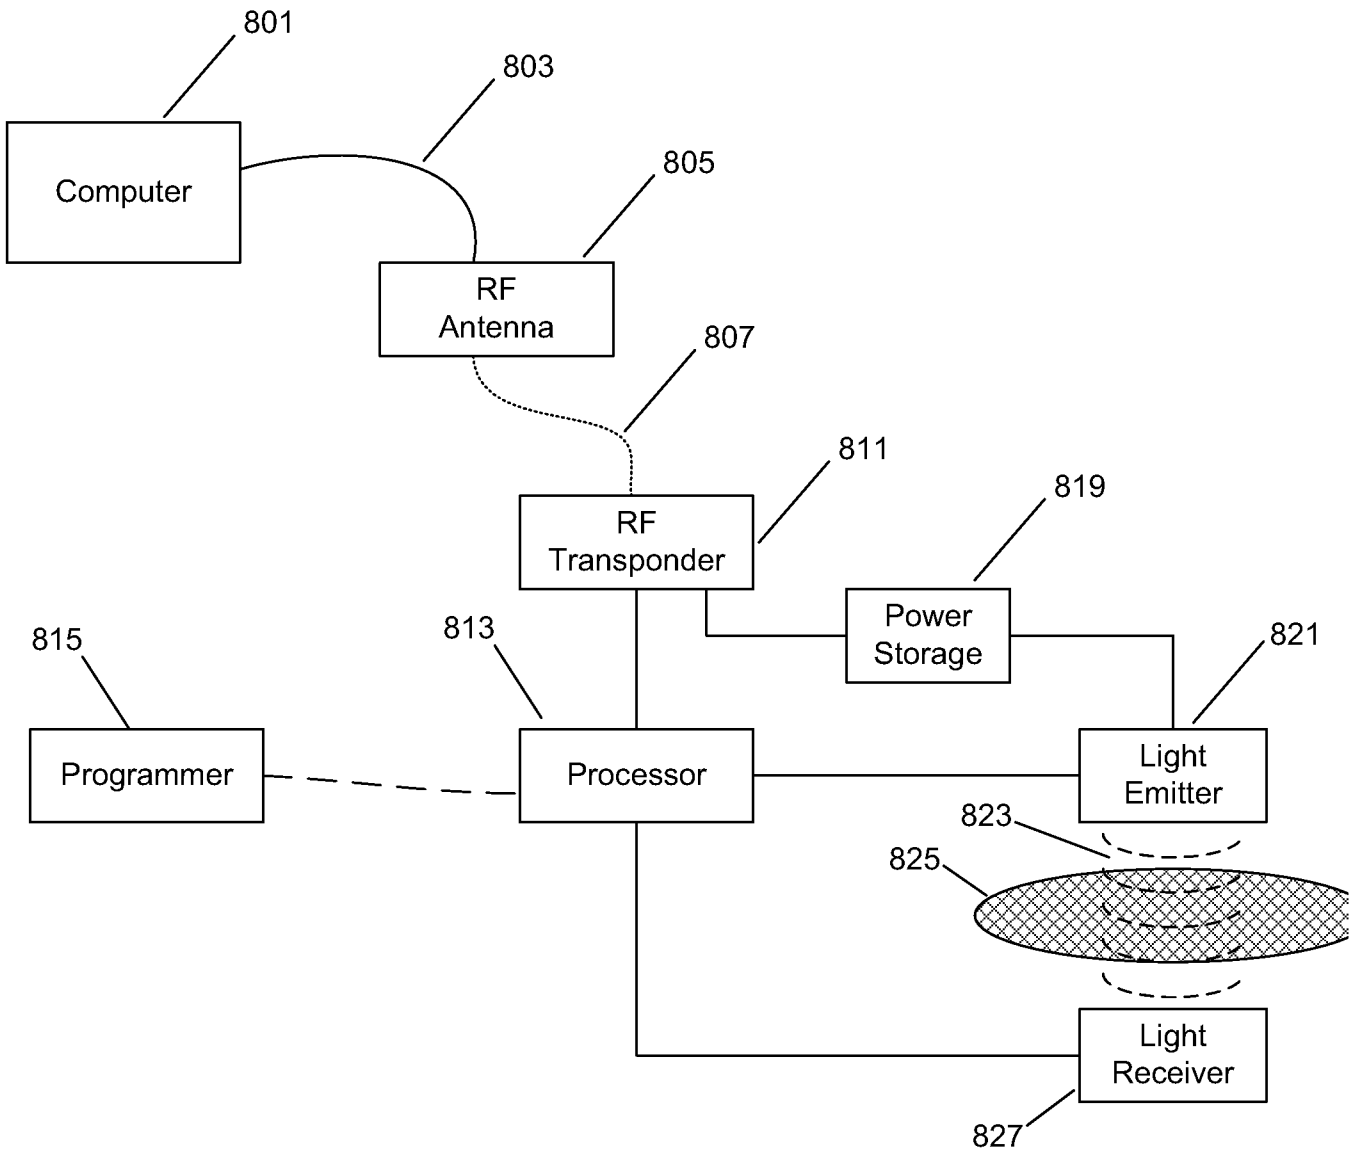 801
803
Computer
805
RF
Antenna
807
811
RF
Transponder
819
Power
Storage
815
813
821
Programmer
Processor
Light
Emitter
823
825
Light
Receiver
827